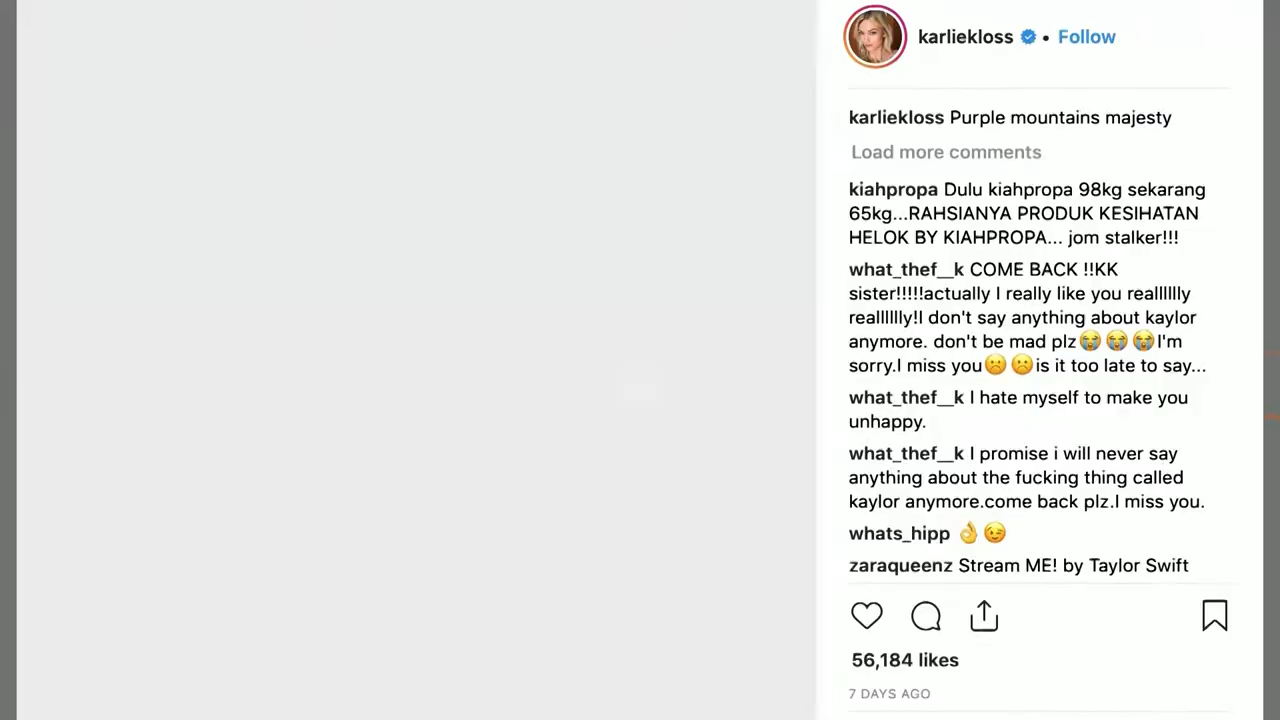 karliekloss • Follow
karliekloss Purple mountains majesty
Load more comments
kiahpropa Dulu kiahpropa 98kg sekarang
65kg...RAHSIANYA PRODUK KESIHATAN
HELOK BY KIAHPROPA... jom stalker!!!
what_thef__k COME BACK !!KK
sister!!!!!actually I really like you realllllly
realllllly!I don't say anything about kaylor
anymore. don't be mad plz😭😭😭I'm
sorry.I miss you☹️☹️is it too late to say...
what_thef__k I hate myself to make you
unhappy.
what_thef__k I promise i will never say
anything about the fucking thing called
kaylor anymore.come back plz.I miss you.
whats_hipp 👌😉
zaraqueenz Stream ME! by Taylor Swift
56,184 likes
7 DAYS AGO